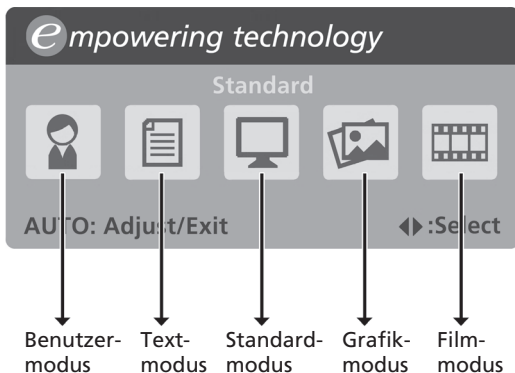 empowering technology
Standard
AUTO: Adjust/Exit ◀▶:Select
Benutzer-
modus
Text-
modus
Standard-
modus
Grafik-
modus
Film-
modus